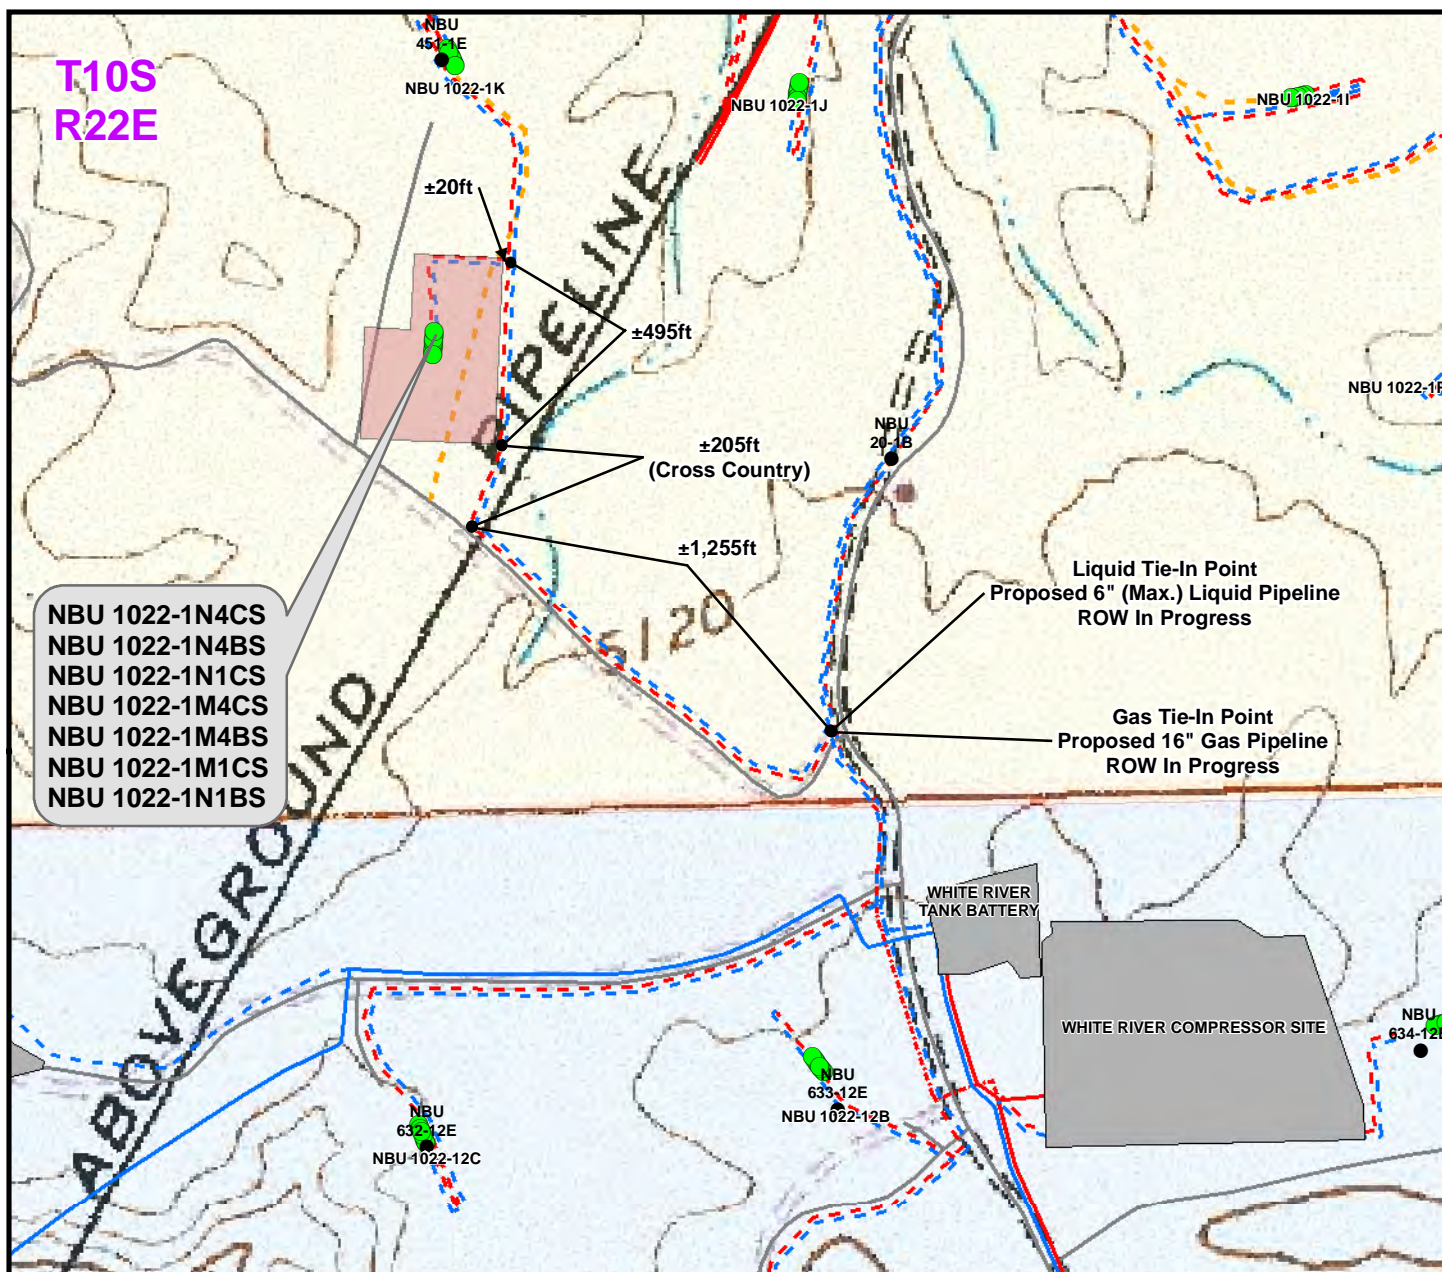 T10S
R22E
NBU
451-1E
NBU 1022-1K
NBU 1022-1J
NBU 1022-1I
±20ft
PIPELINE
±495ft
NBU 1022-1P
NBU
20-1B
±205ft
(Cross Country)
±1,255ft
Liquid Tie-In Point
Proposed 6" (Max.) Liquid Pipeline
ROW In Progress
5120
NBU 1022-1N4CS
NBU 1022-1N4BS
NBU 1022-1N1CS
NBU 1022-1M4CS
NBU 1022-1M4BS
NBU 1022-1M1CS
NBU 1022-1N1BS
Gas Tie-In Point
Proposed 16" Gas Pipeline
ROW In Progress
ABOVEGROUND
WHITE RIVER
TANK BATTERY
WHITE RIVER COMPRESSOR SITE
NBU
NBU
633-12E
NBU 1022-12B
NBU
632-12E
NBU 1022-12C